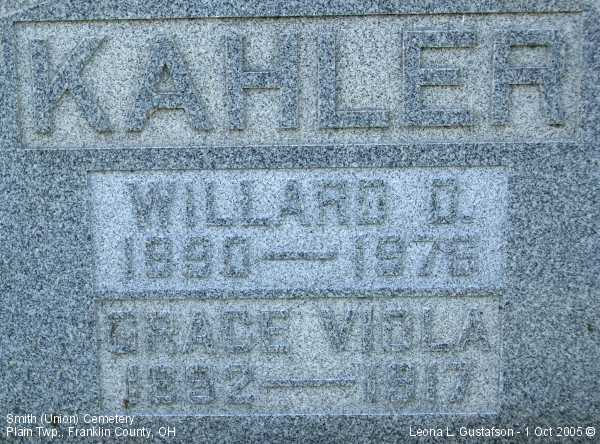 KAHLER
WILLARD
1890—1976
GRACE VIOLA
1892—1917
Smith (Union) Cemetery
Plain Twp., Franklin County, OH
Leona L. Gustafson - 1 Oct 2005 ©